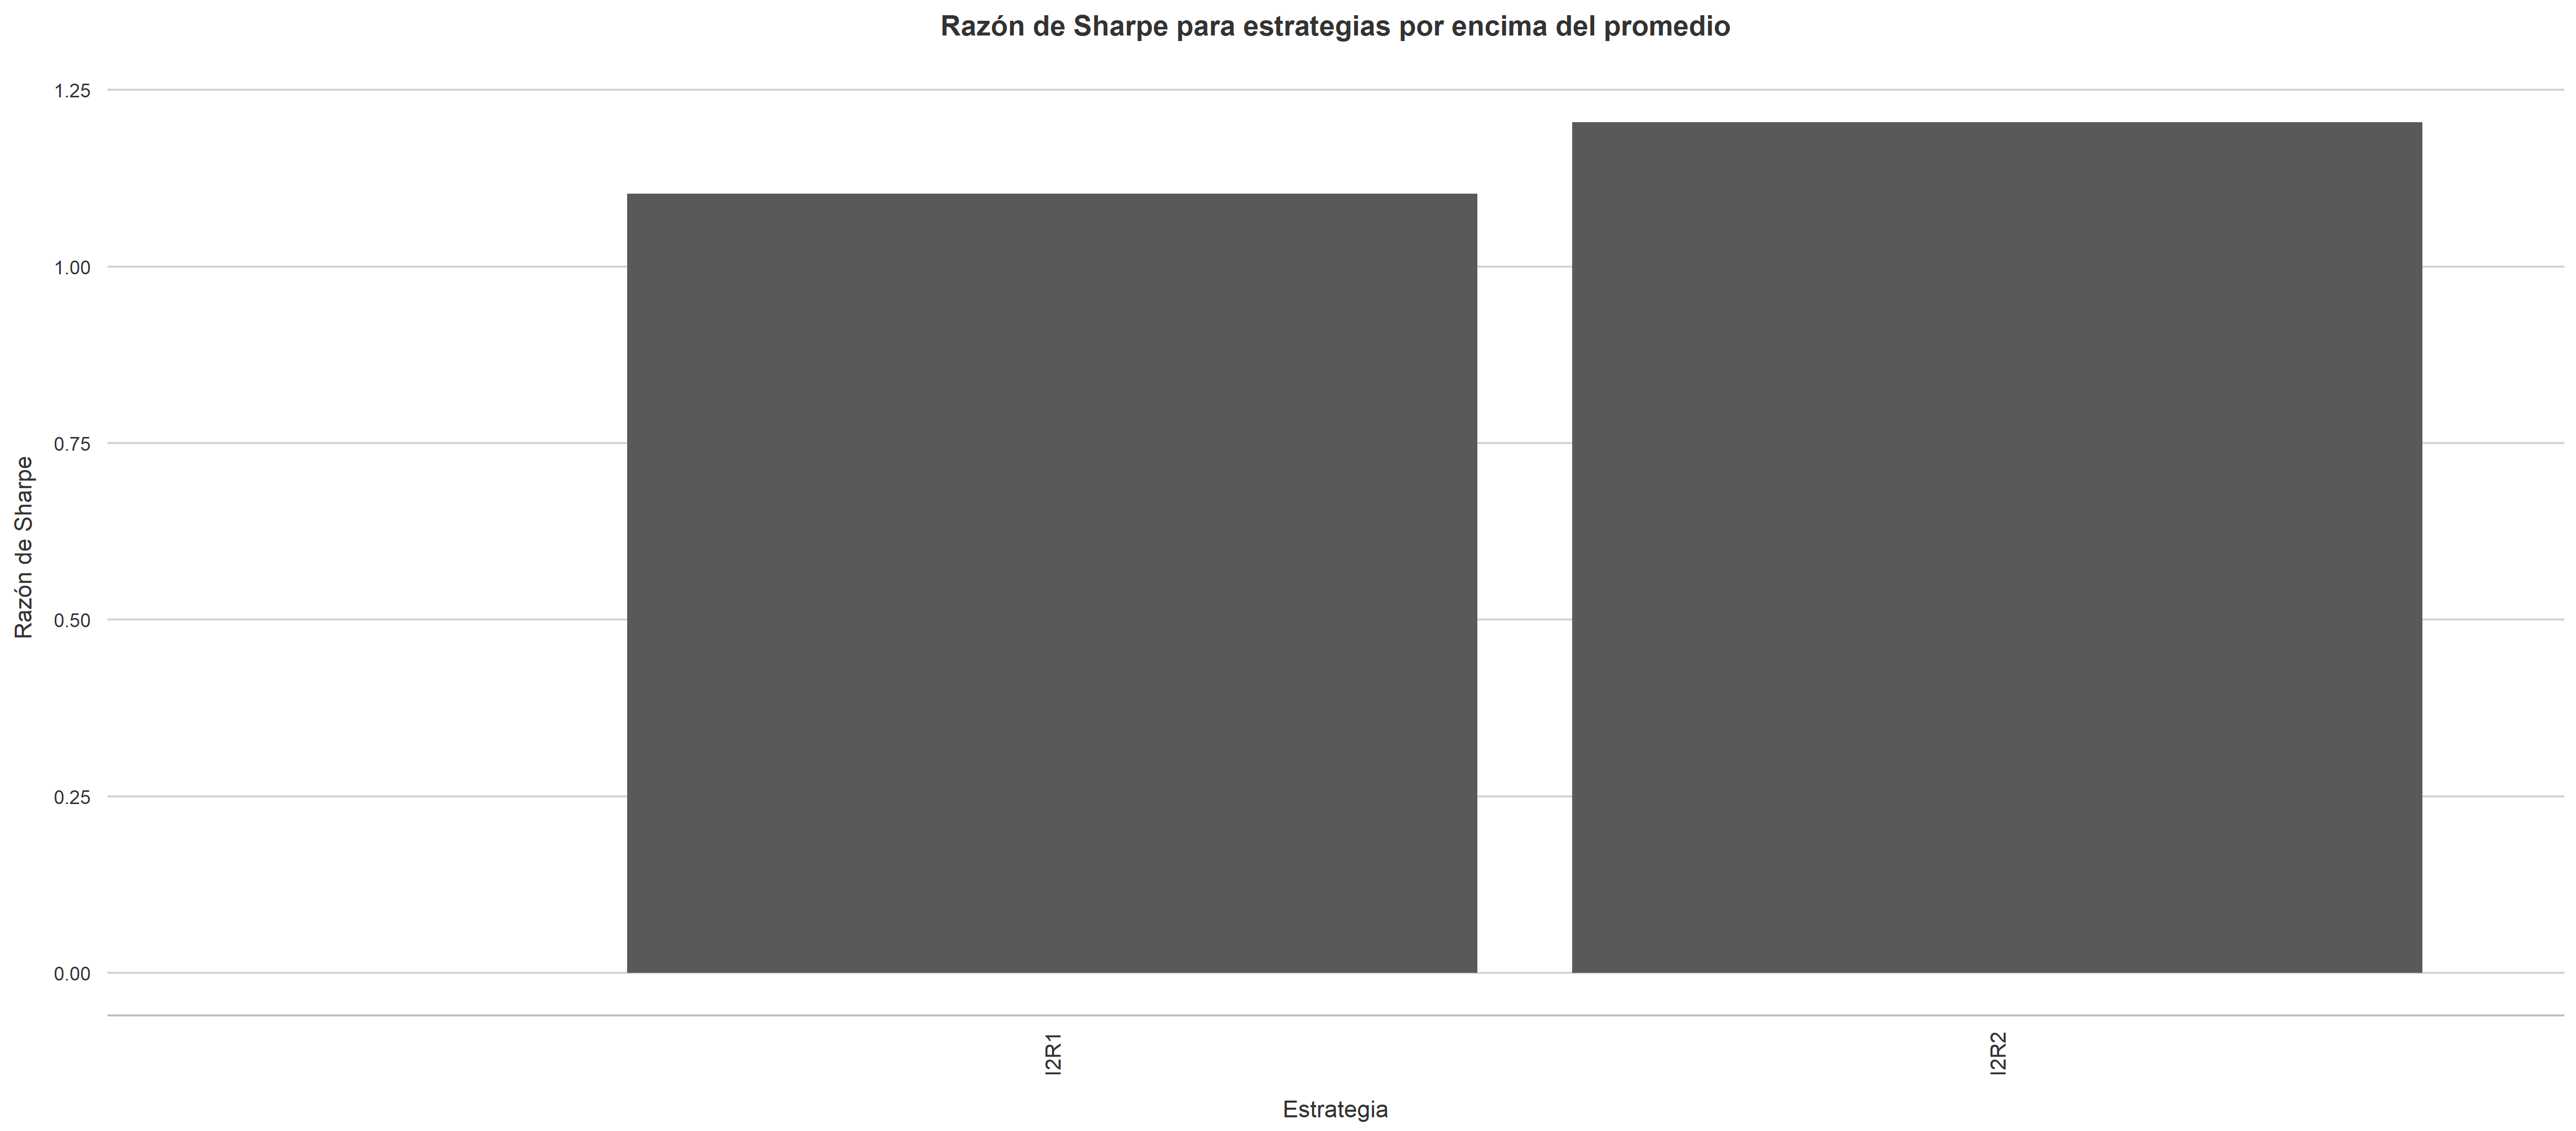 Razón de Sharpe para estrategias por encima del promedio
1.25
1.00
0.75
0.50
0.25
0.00
Razón de Sharpe
I2R1
I2R2
Estrategia